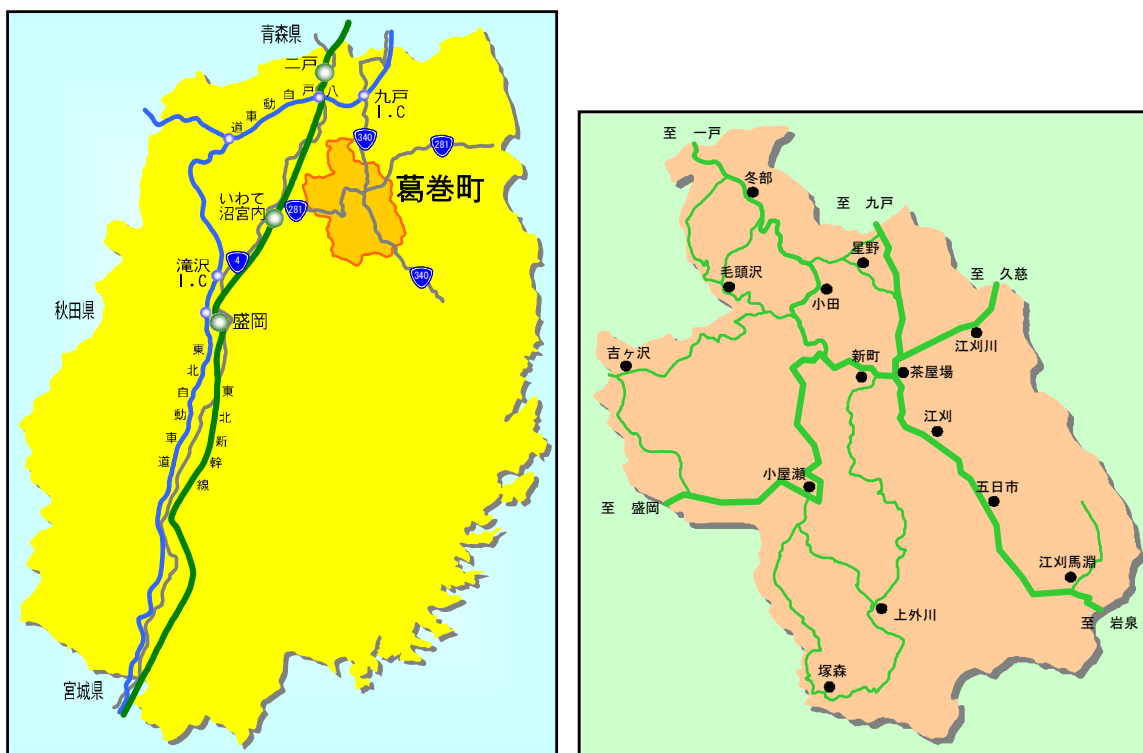 青森県
二戸
八戸自動車道
九戸
I.C
340
281
葛巻町
いわて
沼宮内
281
滝沢
I.C
4
340
秋田県
盛岡
東北自動車道
東北新幹線
宮城県
至 一戸
冬部
至 九戸
星野
至 久慈
毛頭沢
小田
江刈川
吉ヶ沢
新町
茶屋場
江刈
小屋瀬
五日市
至 盛岡
江刈馬淵
上外川
至 岩泉
塚森